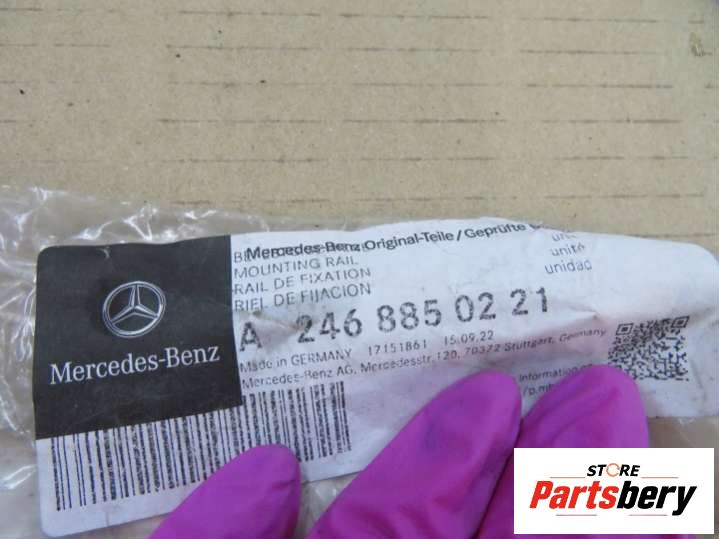 Mercedes-Benz Original-Teile / Geprüfte
MOUNTING RAIL
RAIL DE FIXATION
RIEL DE FIJACION
unité
unidad
A 246 885 02 21
Made in GERMANY 17151861 15.09.22
Mercedes-Benz AG, Mercedesstr. 120, 70372 Stuttgart, Germany
information
Mercedes-Benz
STORE
Partsbery